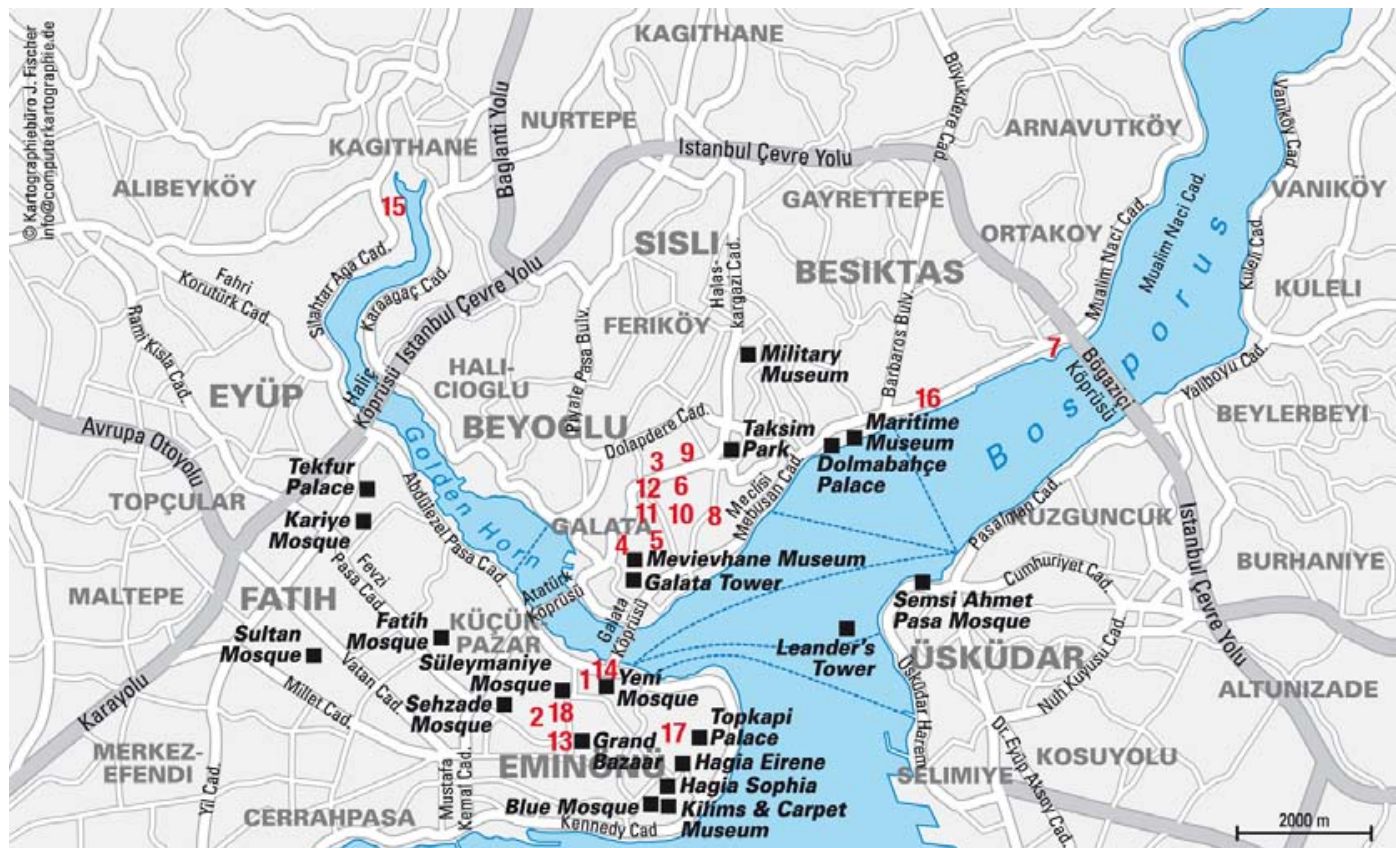 © Kartographiebüro J. Fischer
info@computerkartographie.de
KAGITHANE
NURTEPE
Baglanti Yolu
Büyükdere Cad.
ARNAVUTKÖY
Vaniköy Cad
KAGITHANE
Istanbul Çevre Yolu
ALIBEYKÖY
GAYRETTEPE
Mualim Naci Cad.
VANIKÖY
15
SISLI
ORTAKOY
Mualim Naci Cad.
Fahri
Korutürk Cad.
Silahtar Aga Cad.
Karaagaç Cad.
Istanbul Çevre Yolu
Halas-
kargazi Cad.
BESIKTAS
Kuleli Cad.
KULELI
Rami Kisla Cad.
FERIKÖY
Barbaros Bulv.
Bosporus
HALI-
CIOGLU
Private Pasa Bulv.
Military
Museum
7
Bogaziçi
Köprüsü
Yaliboyu Cad.
EYÜP
Haliç
Köprüsü
BEYOGLU
16
BEYLERBEYI
Avrupa Otoyolu
Golden Horn
Dolapdere Cad.
Taksim
Park
Maritime
Museum
Dolmabahçe
Palace
3
9
Tekfur
Palace
12
6
Meclisi
Mebusan Cad.
TOPÇULAR
Abdülezel Pasa Cad.
11
10
8
Pasalimani Cad.
KUZGUNCUK
Kariye
Mosque
GALATA
5
4
Mevievhane Museum
Istanbul Çevre Yolu
BURHANIYE
Fevzi
Pasa Cad.
Atatürk
Köprüsü
Galata Tower
Cumhuriyet Cad.
MALTEPE
FATIH
Semsi Ahmet
Pasa Mosque
KÜÇÜK
PAZAR
Galata
Köprüsü
Fatih
Mosque
Leander's
Tower
ÜSKÜDAR
Sultan
Mosque
Süleymaniye
Mosque
1
14
Yeni
Mosque
Üsküdar Harem
Nuh Kuyusu Cad.
ALTUNIZADE
Vatan Cad.
Millet Cad.
Sehzade
Mosque
2
18
Karayolu
13
Grand
Bazaar
17
Topkapi
Palace
Dr. Eyüp Aksoy Cad.
KOSUYOLU
MERKEZ-
EFENDI
EMINÖNÜ
Hagia Eirene
SELIMIYE
Yil Cad.
Mustafa
Kemal Cad.
Hagia Sophia
CERRAHPASA
Blue Mosque
Kilims & Carpet
Museum
Kennedy Cad
2000 m